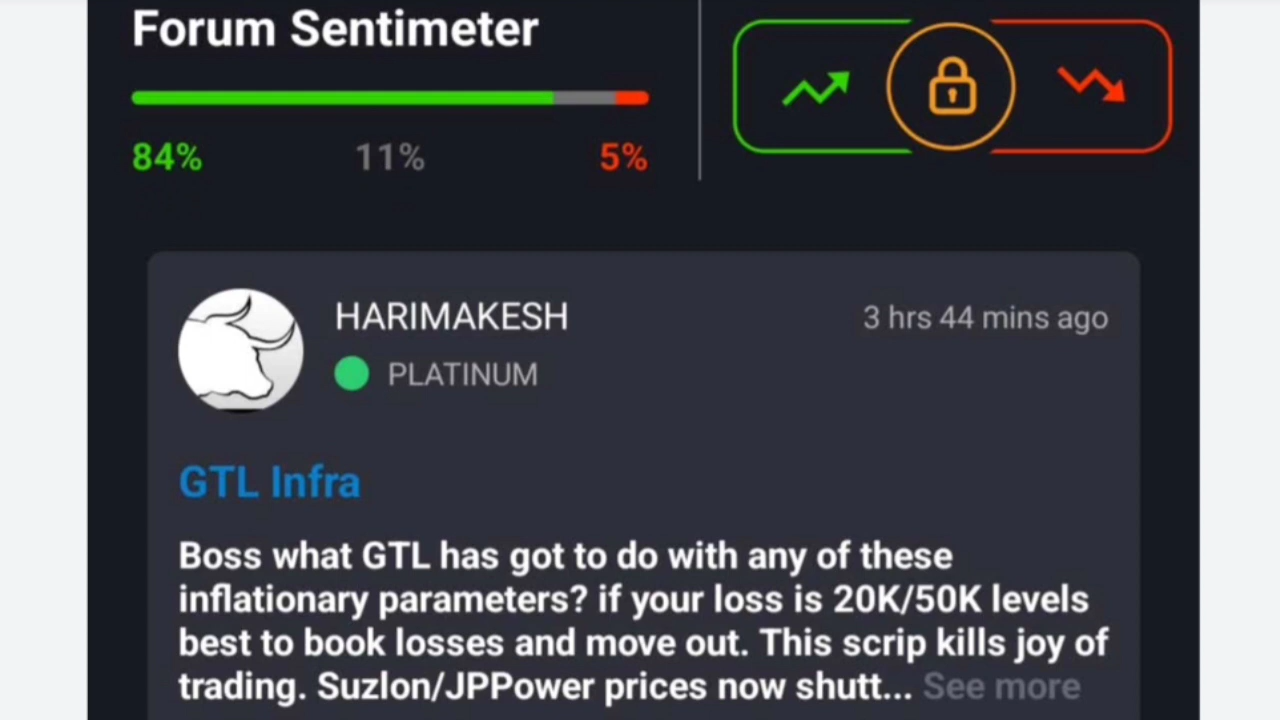 Forum Sentimeter
84% 11% 5%
HARIMAKESH
3 hrs 44 mins ago
PLATINUM
GTL Infra
Boss what GTL has got to do with any of these
inflationary parameters? if your loss is 20K/50K levels
best to book losses and move out. This scrip kills joy of
trading. Suzlon/JPPower prices now shutt... See more